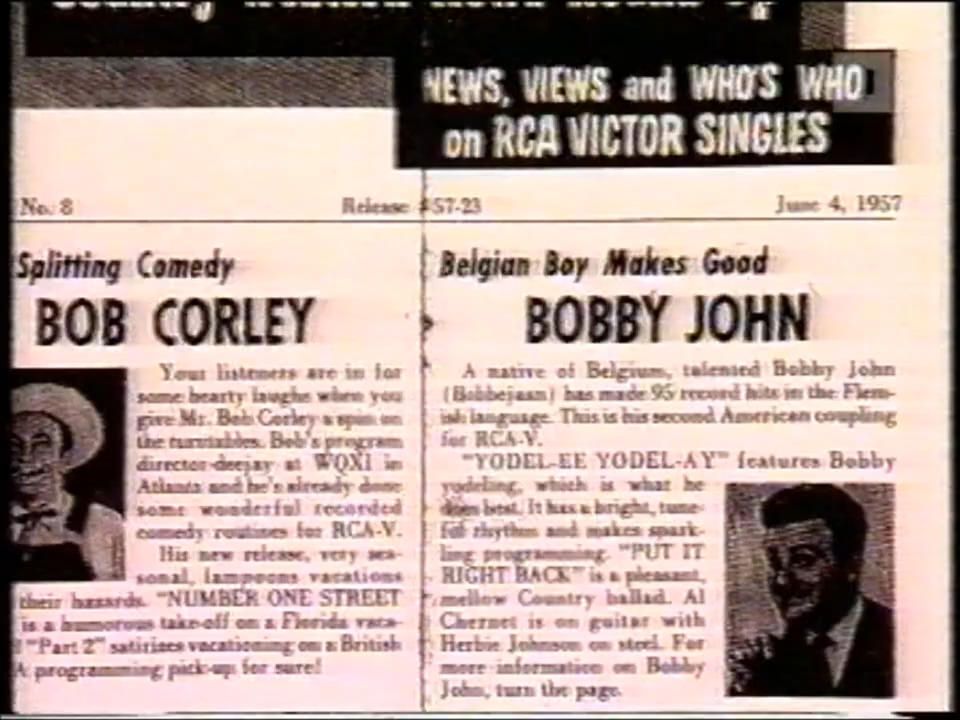 NEWS, VIEWS and WHO'S WHO
on RCA VICTOR SINGLES
No. 8 Release #57-23 June 4, 1957
Splitting Comedy
BOB CORLEY
Your listeners are in for
some hearty laughs when you
give Mr. Bob Corley a spin on
the turntables. Bob's program
director-deejay at WQXI in
Atlanta and he's already done
some wonderful recorded
comedy routines for RCA-V.
His new release, very sea-
sonal, lampoons vacations
their hazards. "NUMBER ONE STREET
is a humorous take-off on a Florida vaca-
"Part 2" satirizes vacationing on a British
A programming pick-up for sure!
Belgian Boy Makes Good
BOBBY JOHN
A native of Belgium, talented Bobby John
(Bobbejaan) has made 95 record hits in the Flem-
ish language. This is his second American coupling
for RCA-V.
"YODEL-EE YODEL-AY" features Bobby
yodeling, which is what he
does best. It has a bright, tune-
ful rhythm and makes spark-
ling programming. "PUT IT
RIGHT BACK" is a pleasant,
mellow Country ballad. Al
Chernet is on guitar with
Herbie Johnson on steel. For
more information on Bobby
John, turn the page.